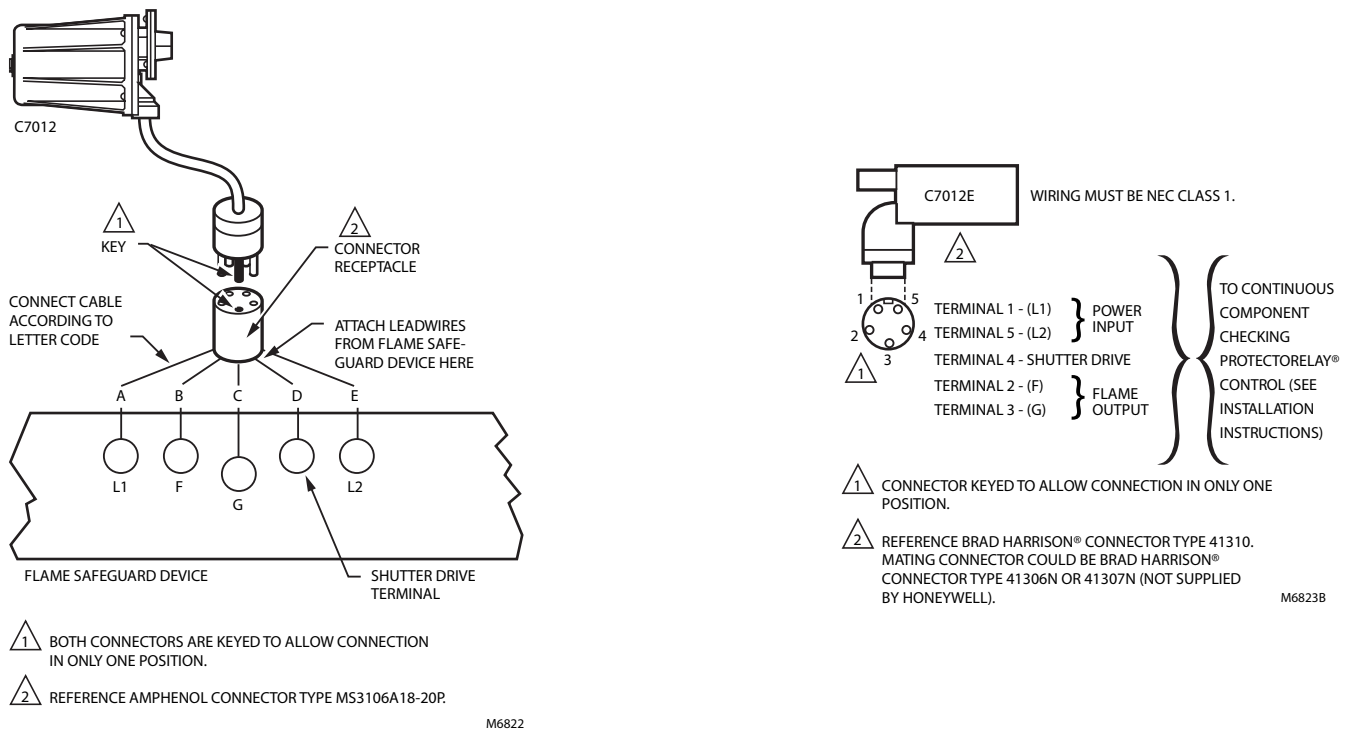 C7012
1
KEY
2
CONNECTOR
RECEPTACLE
CONNECT CABLE
ACCORDING TO
LETTER CODE
ATTACH LEADWIRES
FROM FLAME SAFE-
GUARD DEVICE HERE
A B C D E
L1 F G L2
FLAME SAFEGUARD DEVICE
SHUTTER DRIVE
TERMINAL
1 BOTH CONNECTORS ARE KEYED TO ALLOW CONNECTION
IN ONLY ONE POSITION.
2 REFERENCE AMPHENOL CONNECTOR TYPE MS3106A18-20P.
M6822
C7012E
WIRING MUST BE NEC CLASS 1.
2
1 5
2 4
3
1
TERMINAL 1 - (L1)
TERMINAL 5 - (L2)
POWER
INPUT
TERMINAL 4 - SHUTTER DRIVE
TERMINAL 2 - (F)
TERMINAL 3 - (G)
FLAME
OUTPUT
TO CONTINUOUS
COMPONENT
CHECKING
PROTECTORELAY®
CONTROL (SEE
INSTALLATION
INSTRUCTIONS)
1 CONNECTOR KEYED TO ALLOW CONNECTION IN ONLY ONE
POSITION.
2 REFERENCE BRAD HARRISON® CONNECTOR TYPE 41310.
MATING CONNECTOR COULD BE BRAD HARRISON®
CONNECTOR TYPE 41306N OR 41307N (NOT SUPPLIED
BY HONEYWELL).
M6823B